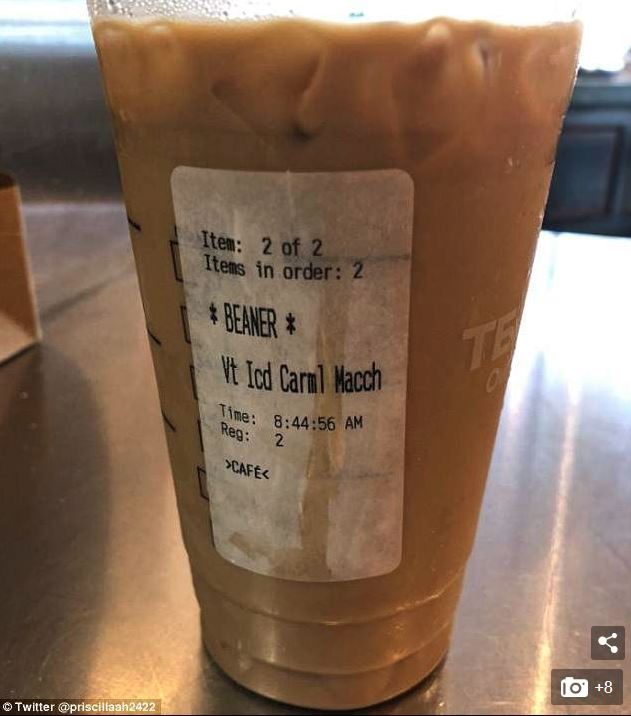 Item: 2 of 2
Items in order: 2
* BEANER *
Vt Icd Carml Macch
Time: 8:44:56 AM
Reg: 2
>CAFÉ<
TE
O
+8
© Twitter @priscillaah2422